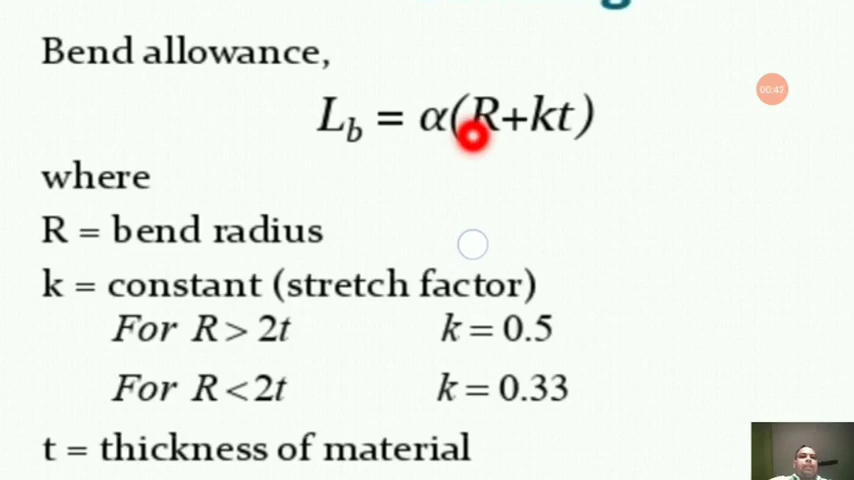 Bend allowance,
00:47
L_b = α(R+kt)
where
R = bend radius
k = constant (stretch factor)
For R > 2t k = 0.5
For R < 2t k = 0.33
t = thickness of material